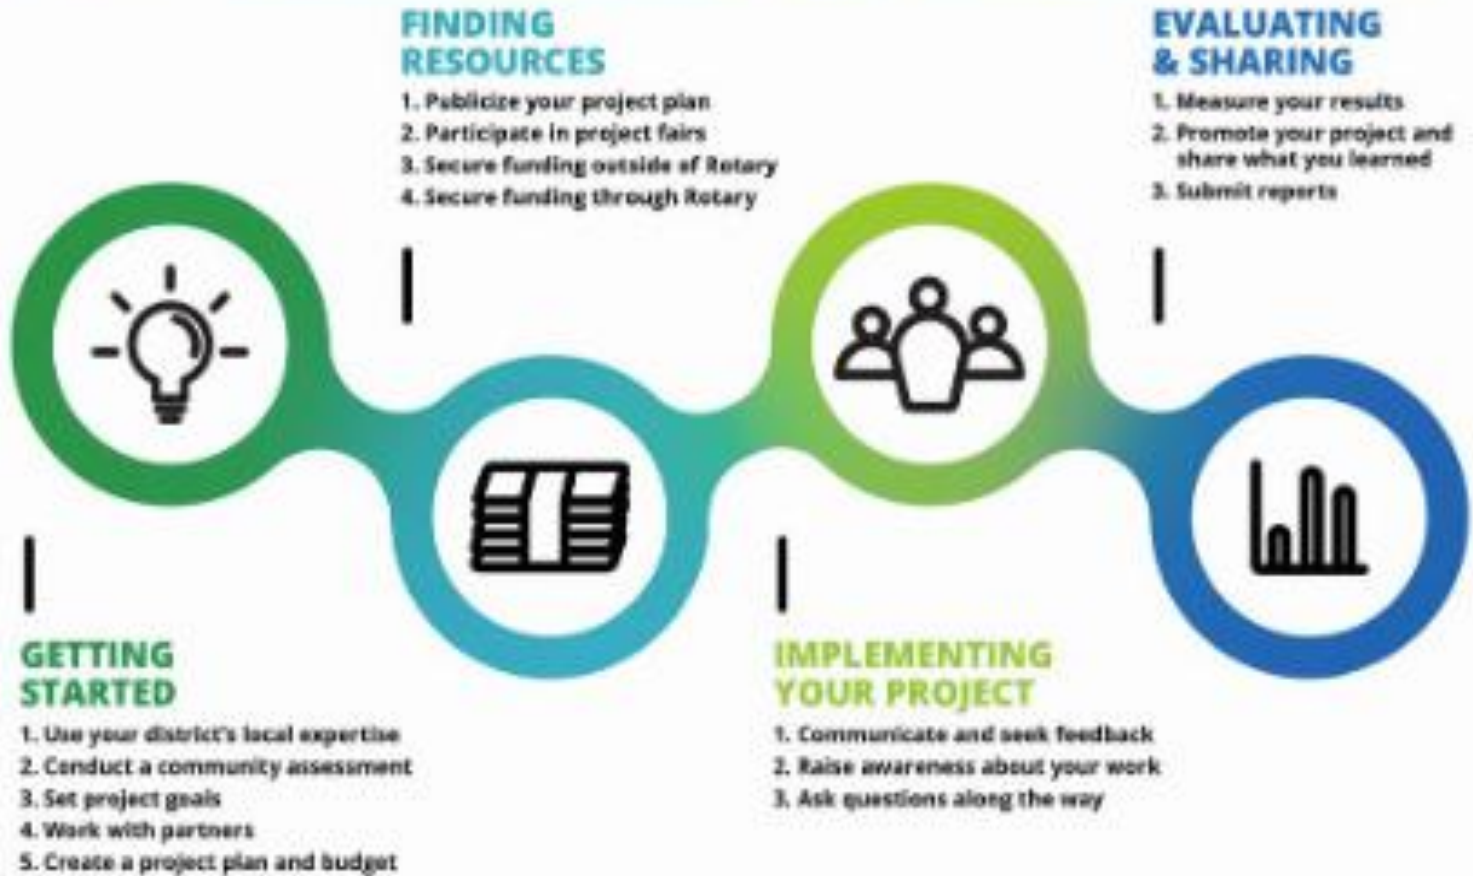 GETTING
STARTED
1. Use your district's local expertise
2. Conduct a community assessment
3. Set project goals
4. Work with partners
5. Create a project plan and budget
FINDING
RESOURCES
1. Publicize your project plan
2. Participate in project fairs
3. Secure funding outside of Rotary
4. Secure funding through Rotary
IMPLEMENTING
YOUR PROJECT
1. Communicate and seek feedback
2. Raise awareness about your work
3. Ask questions along the way
EVALUATING
& SHARING
1. Measure your results
2. Promote your project and
share what you learned
3. Submit reports